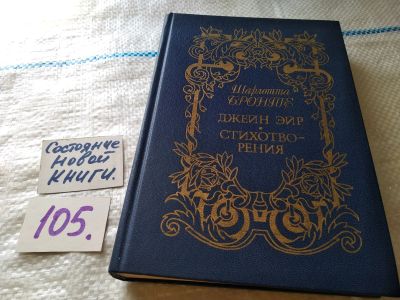 Шарлотта
БРОНТЕ
ДЖЕЙН ЭЙР
СТИХОТВО-
РЕНИЯ
Состояние
новой
книги.
105.